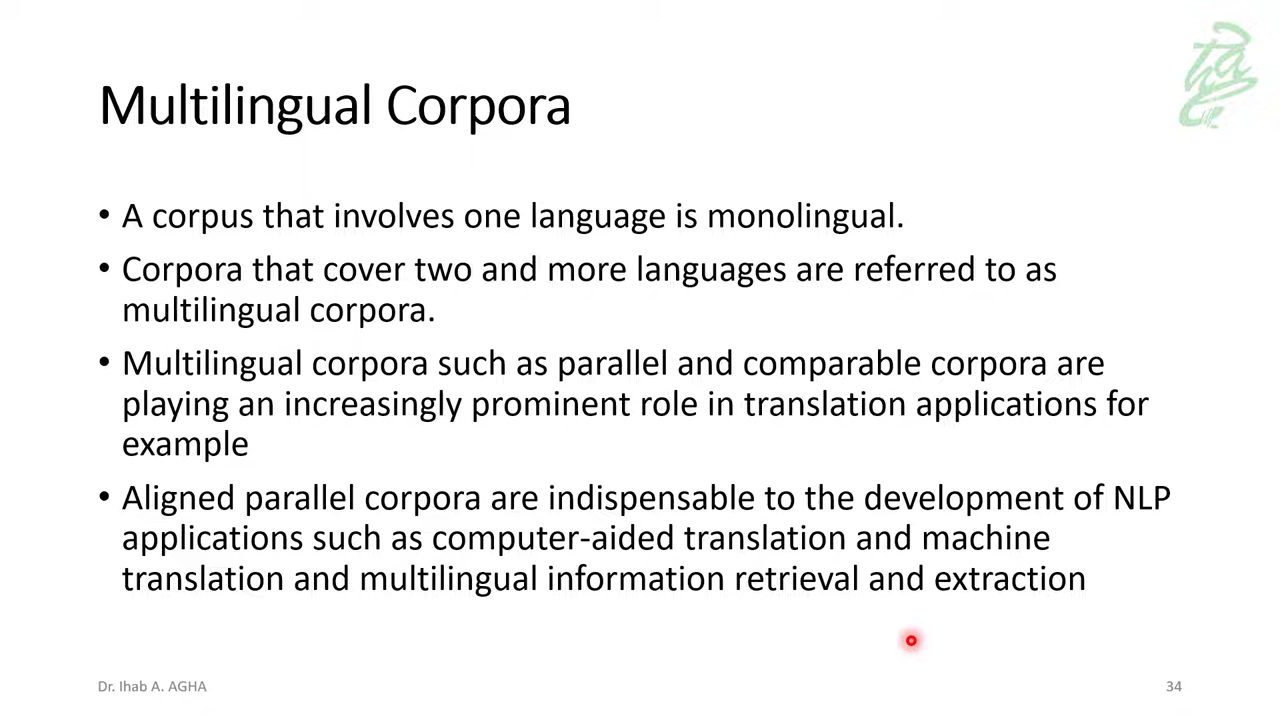 Multilingual Corpora
• A corpus that involves one language is monolingual.
• Corpora that cover two and more languages are referred to as
multilingual corpora.
• Multilingual corpora such as parallel and comparable corpora are
playing an increasingly prominent role in translation applications for
example
• Aligned parallel corpora are indispensable to the development of NLP
applications such as computer-aided translation and machine
translation and multilingual information retrieval and extraction
Dr. Ihab A. AGHA
34